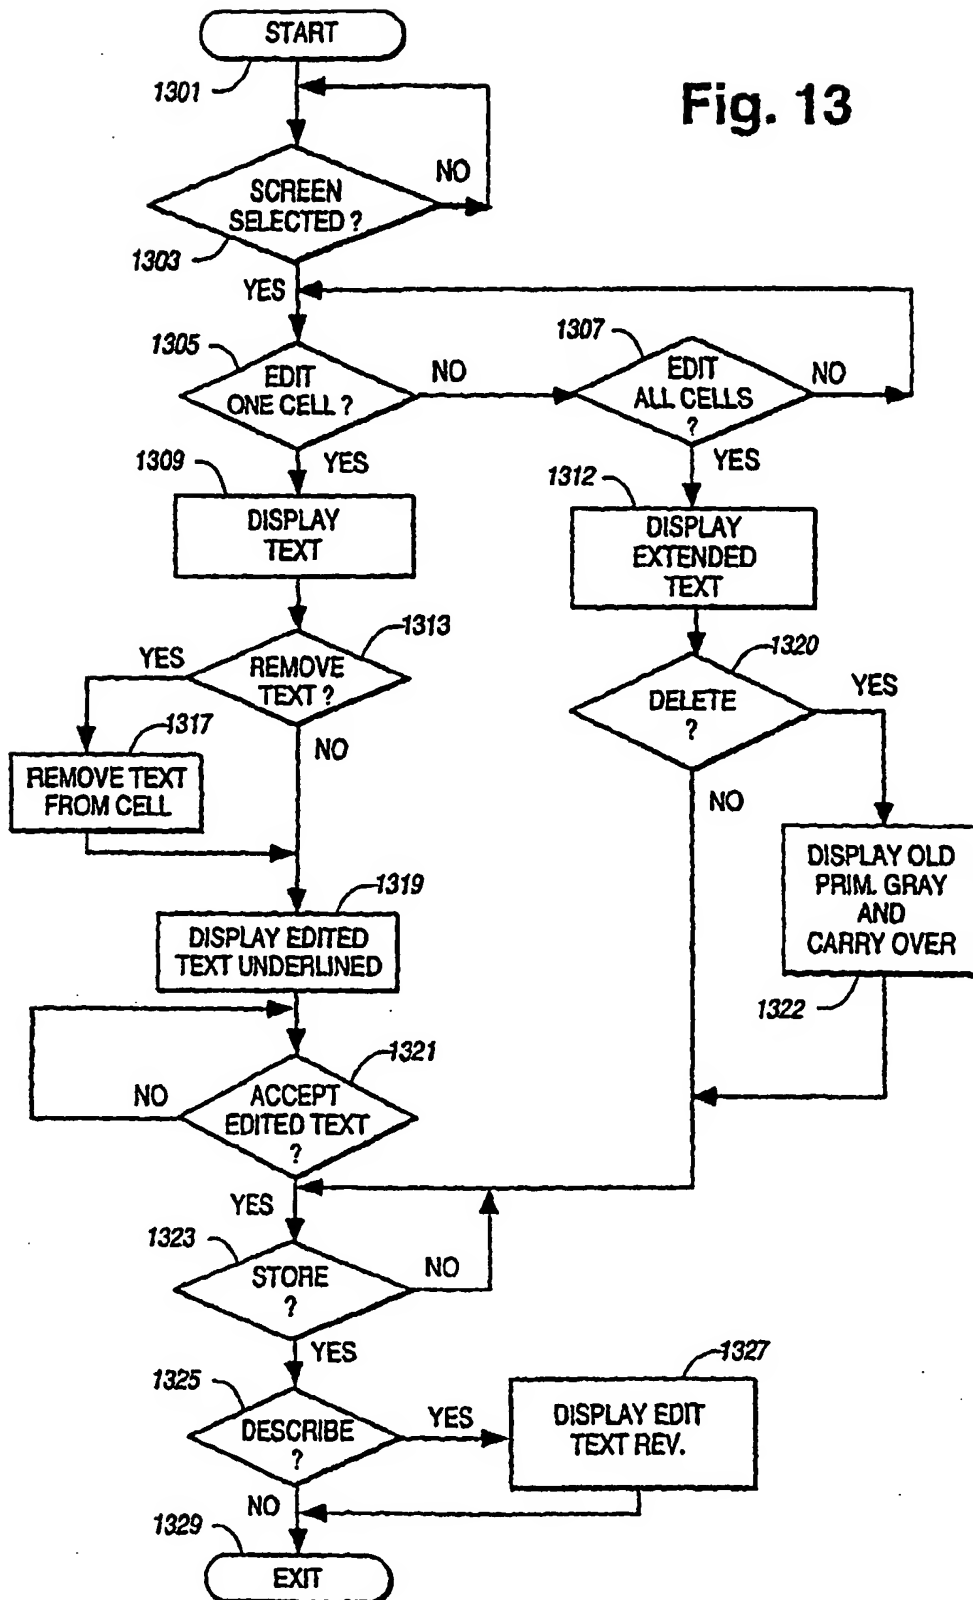 START
1301
Fig. 13
NO
SCREEN
SELECTED ?
1303
YES
1305
EDIT
ONE CELL ?
NO
1307
EDIT
ALL CELLS
?
NO
YES
1309
DISPLAY
TEXT
YES
1312
DISPLAY
EXTENDED
TEXT
1313
REMOVE
TEXT ?
YES
NO
1317
REMOVE TEXT
FROM CELL
1320
DELETE
?
YES
NO
DISPLAY OLD
PRIM. GRAY
AND
CARRY OVER
1322
1319
DISPLAY EDITED
TEXT UNDERLINED
1321
ACCEPT
EDITED TEXT
?
NO
YES
1323
STORE
?
NO
YES
1325
DESCRIBE
?
YES
1327
DISPLAY EDIT
TEXT REV.
NO
1329
EXIT